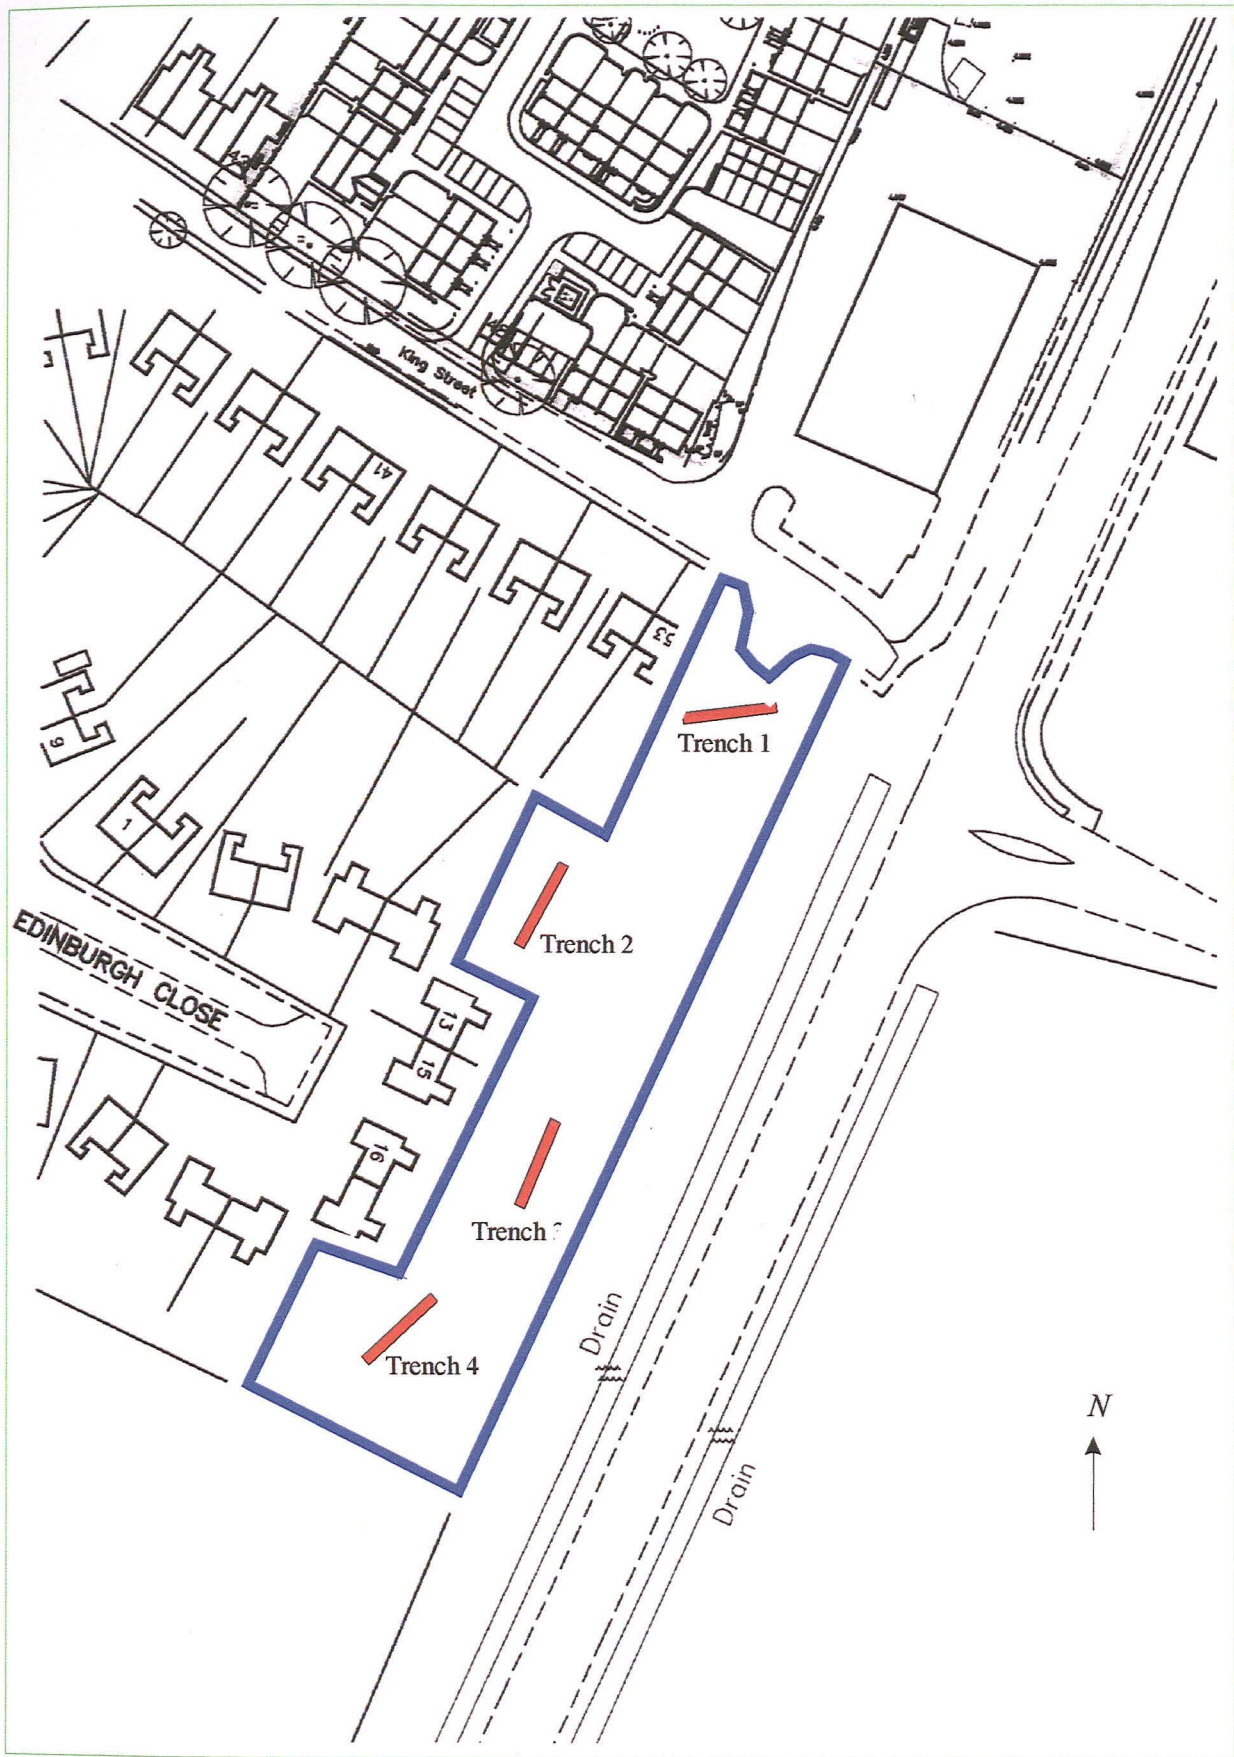 King Street
41
53
9
1
Trench 1
Trench 2
EDINBURGH CLOSE
13
15
16
Trench
Trench 4
Drain
Drain
N